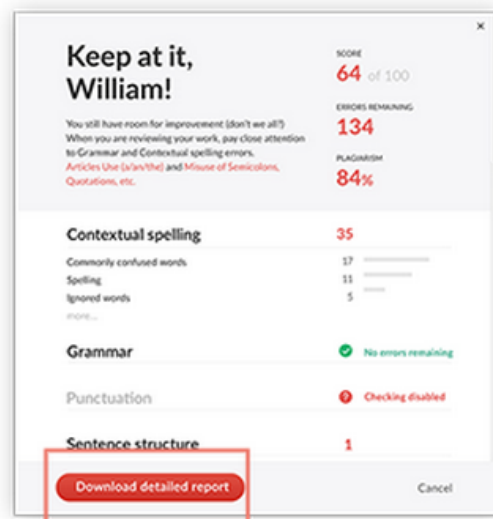 ×
Keep at it,
William!
You still have room for improvement (don't we all?)
When you are reviewing your work, pay close attention
to Grammar and Contextual spelling errors.
Articles Use (a/an/the) and Misuse of Semicolons,
Quotations, etc.
SCORE
64 of 100
ERRORS REMAINING
134
PLAGIARISM
84%
Contextual spelling 35
Commonly confused words 17
Spelling 11
Ignored words 5
more...
Grammar No errors remaining
Punctuation ? Checking disabled
Sentence structure 1
Download detailed report Cancel